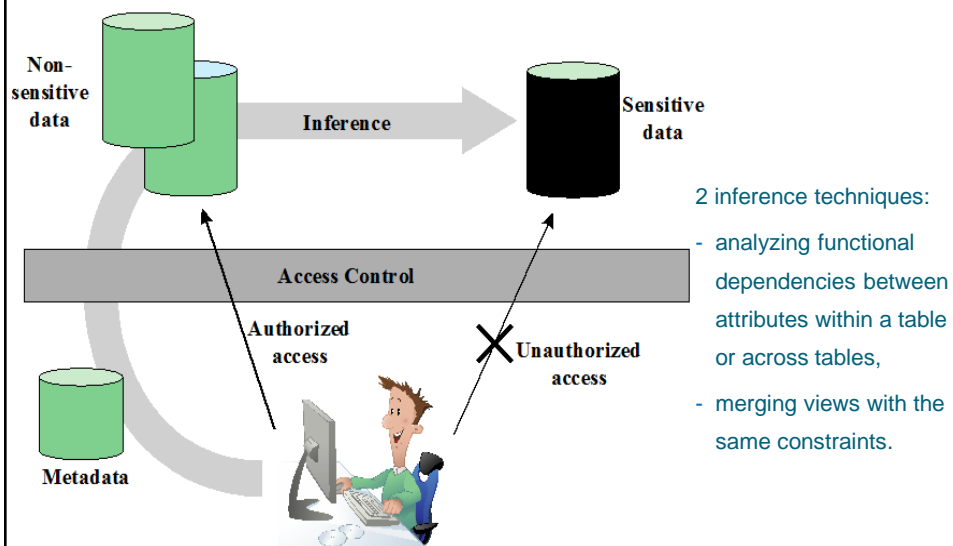 Non-
sensitive
data
Inference
Sensitive
data
Access Control
Authorized
access
Unauthorized
access
Metadata
2 inference techniques:
- analyzing functional
dependencies between
attributes within a table
or across tables,
- merging views with the
same constraints.